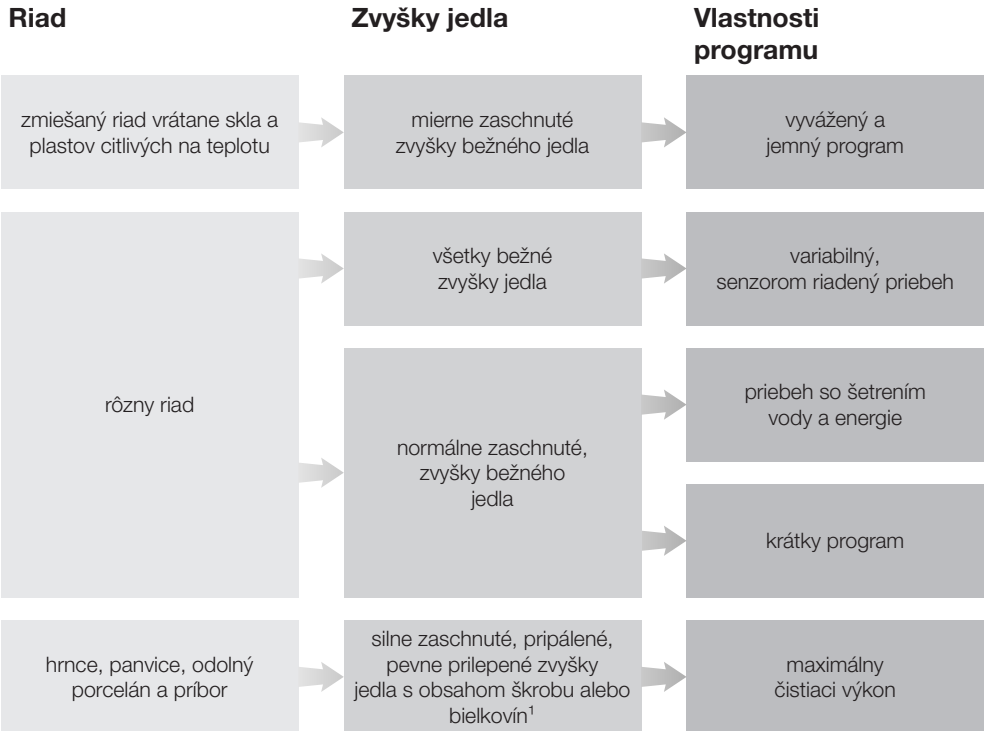 Riad
Zvyšky jedla
Vlastnosti
programu
zmiešaný riad vrátane skla a
plastov citlivých na teplotu
mierne zaschnuté
zvyšky bežného jedla
vyvážený a
jemný program
rôzny riad
všetky bežné
zvyšky jedla
variabilný,
senzorom riadený priebeh
normálne zaschnuté,
zvyšky bežného
jedla
priebeh so šetrením
vody a energie
krátky program
hrnce, panvice, odolný
porcelán a príbor
silne zaschnuté, pripálené,
pevne prilepené zvyšky
jedla s obsahom škrobu alebo
bielkovín¹
maximálny
čistiaci výkon